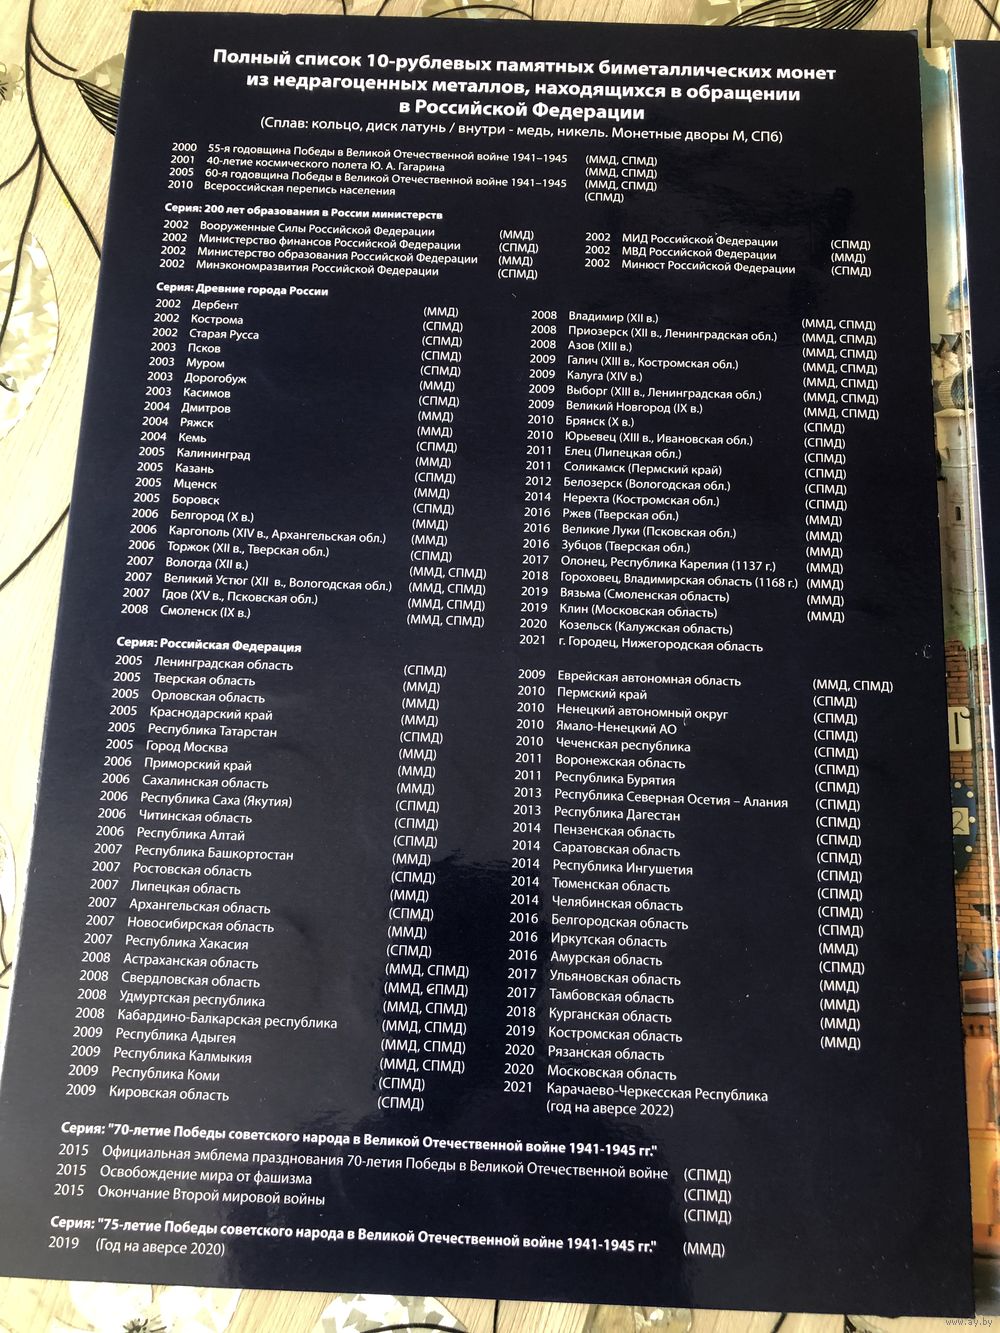 Полный список 10-рублевых памятных биметаллических монет
из недрагоценных металлов, находящихся в обращении
в Российской Федерации
(Сплав: кольцо, диск латунь / внутри - медь, никель. Монетные дворы М, СПб)
2000 55-я годовщина Победы в Великой Отечественной войне 1941–1945 (ММД, СПМД)
2001 40-летие космического полета Ю. А. Гагарина (ММД, СПМД)
2005 60-я годовщина Победы в Великой Отечественной войне 1941–1945 (ММД, СПМД)
2010 Всероссийская перепись населения (СПМД)
Серия: 200 лет образования в России министерств
2002 Вооруженные Силы Российской Федерации (ММД)
2002 Министерство финансов Российской Федерации (СПМД)
2002 Министерство образования Российской Федерации (ММД)
2002 Минэкономразвития Российской Федерации (СПМД)
2002 МИД Российской Федерации (СПМД)
2002 МВД Российской Федерации (ММД)
2002 Минюст Российской Федерации (СПМД)
Серия: Древние города России
2002 Дербент (ММД)
2002 Кострома (СПМД)
2002 Старая Русса (СПМД)
2003 Псков (СПМД)
2003 Муром (СПМД)
2003 Дорогобуж (ММД)
2003 Касимов (СПМД)
2004 Дмитров (ММД)
2004 Ряжск (ММД)
2004 Кемь (СПМД)
2005 Калининград (ММД)
2005 Казань (СПМД)
2005 Мценск (ММД)
2005 Боровск (СПМД)
2006 Белгород (X в.) (ММД)
2006 Каргополь (XIV в., Архангельская обл.) (ММД)
2006 Торжок (XII в., Тверская обл.) (СПМД)
2007 Вологда (XII в.) (ММД, СПМД)
2007 Великий Устюг (XII в., Вологодская обл.) (ММД, СПМД)
2007 Гдов (XV в., Псковская обл.) (ММД, СПМД)
2008 Смоленск (IX в.) (ММД, СПМД)
2008 Владимир (XII в.) (ММД, СПМД)
2008 Приозерск (XII в., Ленинградская обл.) (ММД, СПМД)
2008 Азов (XIII в.) (ММД, СПМД)
2009 Галич (XIII в., Костромская обл.) (ММД, СПМД)
2009 Калуга (XIV в.) (ММД, СПМД)
2009 Выборг (XIII в., Ленинградская обл.) (ММД, СПМД)
2009 Великий Новгород (IX в.) (ММД, СПМД)
2010 Брянск (X в.) (СПМД)
2010 Юрьевец (XIII в., Ивановская обл.) (СПМД)
2011 Елец (Липецкая обл.) (СПМД)
2011 Соликамск (Пермский край) (СПМД)
2012 Белозерск (Вологодская обл.) (СПМД)
2014 Нерехта (Костромская обл.) (СПМД)
2016 Ржев (Тверская обл.) (ММД)
2016 Великие Луки (Псковская обл.) (ММД)
2016 Зубцов (Тверская обл.) (ММД)
2017 Олонец, Республика Карелия (1137 г.) (ММД)
2018 Гороховец, Владимирская область (1168 г.) (ММД)
2019 Вязьма (Смоленская область) (ММД)
2019 Клин (Московская область) (ММД)
2020 Козельск (Калужская область)
2021 г. Городец, Нижегородская область
Серия: Российская Федерация
2005 Ленинградская область (СПМД)
2005 Тверская область (ММД)
2005 Орловская область (ММД)
2005 Краснодарский край (ММД)
2005 Республика Татарстан (СПМД)
2005 Город Москва (ММД)
2006 Приморский край (ММД)
2006 Сахалинская область (ММД)
2006 Республика Саха (Якутия) (СПМД)
2006 Читинская область (СПМД)
2006 Республика Алтай (СПМД)
2007 Республика Башкортостан (ММД)
2007 Ростовская область (СПМД)
2007 Липецкая область (ММД)
2007 Архангельская область (СПМД)
2007 Новосибирская область (ММД)
2007 Республика Хакасия (СПМД)
2008 Астраханская область (ММД, СПМД)
2008 Свердловская область (ММД, СПМД)
2008 Удмуртская республика (ММД, СПМД)
2008 Кабардино-Балкарская республика (ММД, СПМД)
2009 Республика Адыгея (ММД, СПМД)
2009 Республика Калмыкия (ММД, СПМД)
2009 Республика Коми (СПМД)
2009 Кировская область (СПМД)
2009 Еврейская автономная область (ММД, СПМД)
2010 Пермский край (СПМД)
2010 Ненецкий автономный округ (СПМД)
2010 Ямало-Ненецкий АО (СПМД)
2010 Чеченская республика (СПМД)
2011 Воронежская область (СПМД)
2011 Республика Бурятия (СПМД)
2013 Республика Северная Осетия – Алания (СПМД)
2013 Республика Дагестан (СПМД)
2014 Пензенская область (СПМД)
2014 Саратовская область (СПМД)
2014 Республика Ингушетия (СПМД)
2014 Тюменская область (СПМД)
2014 Челябинская область (СПМД)
2016 Белгородская область (СПМД)
2016 Иркутская область (ММД)
2016 Амурская область (СПМД)
2017 Ульяновская область (ММД)
2017 Тамбовская область (ММД)
2018 Курганская область (ММД)
2019 Костромская область (ММД)
2020 Рязанская область
2020 Московская область
2021 Карачаево-Черкесская Республика
(год на аверсе 2022)
Серия: "70-летие Победы советского народа в Великой Отечественной войне 1941-1945 гг."
2015 Официальная эмблема празднования 70-летия Победы в Великой Отечественной войне (СПМД)
2015 Освобождение мира от фашизма (СПМД)
2015 Окончание Второй мировой войны (СПМД)
Серия: "75-летие Победы советского народа в Великой Отечественной войне 1941-1945 гг."
2019 (Год на аверсе 2020) (ММД)
www.ay.by